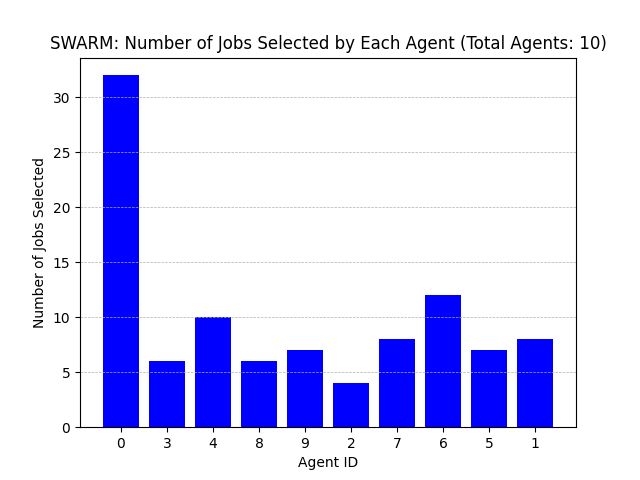 SWARM: Number of Jobs Selected by Each Agent (Total Agents: 10)
Number of Jobs Selected
30
25
20
15
10
5
0
0 3 4 8 9 2 7 6 5 1
Agent ID